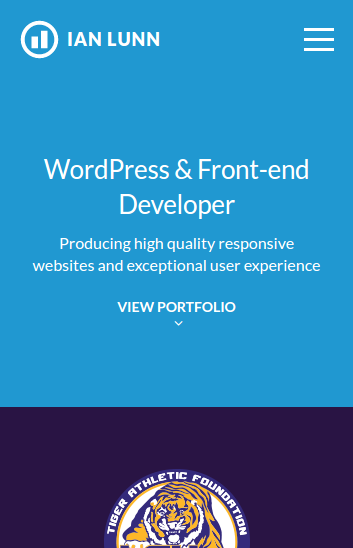 IAN LUNN
WordPress & Front-end
Developer
Producing high quality responsive
websites and exceptional user experience
VIEW PORTFOLIO
TIGER ATHLETIC FOUNDATION